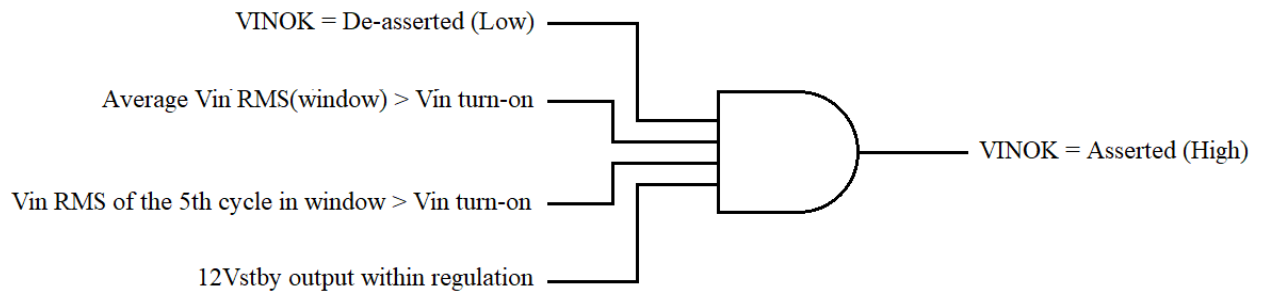 VINOK = De-asserted (Low)
Average Vin RMS(window) > Vin turn-on
VINOK = Asserted (High)
Vin RMS of the 5th cycle in window > Vin turn-on
12Vstby output within regulation